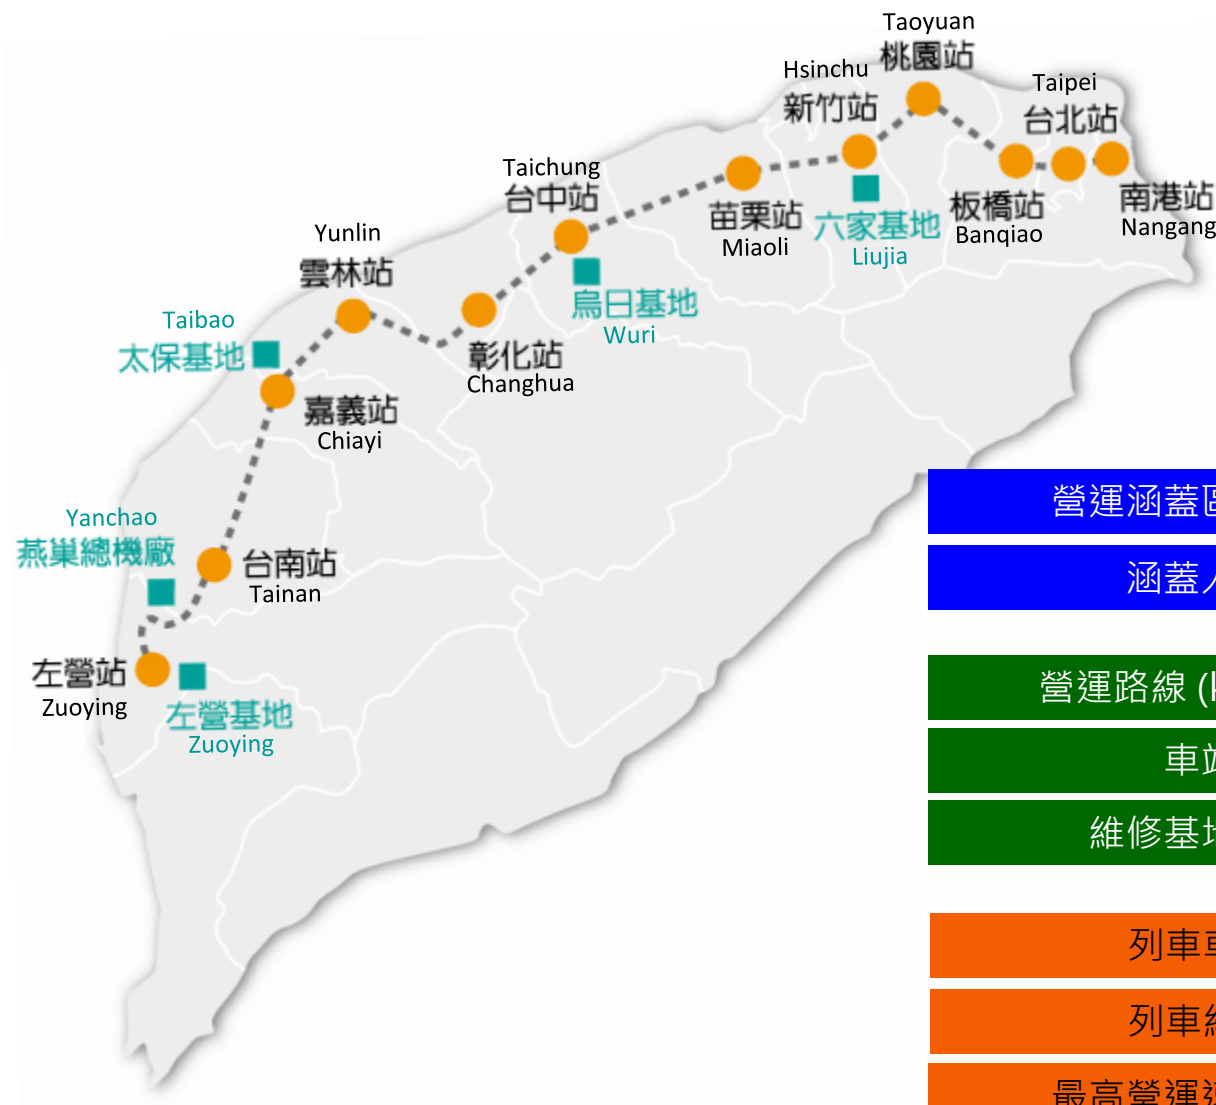 Taoyuan
桃園站
Hsinchu
新竹站
Taipei
台北站
南港站
Nangang
板橋站
Banqiao
六家基地
Liujia
苗栗站
Miaoli
Taichung
台中站
烏日基地
Wuri
彰化站
Changhua
Yunlin
雲林站
Taibao
太保基地
嘉義站
Chiayi
Yanchao
燕巢總機廠
台南站
Tainan
左營站
Zuoying
左營基地
Zuoying
營運涵蓋
涵蓋
營運路線 (
車
維修基
列車
列車
最高營運